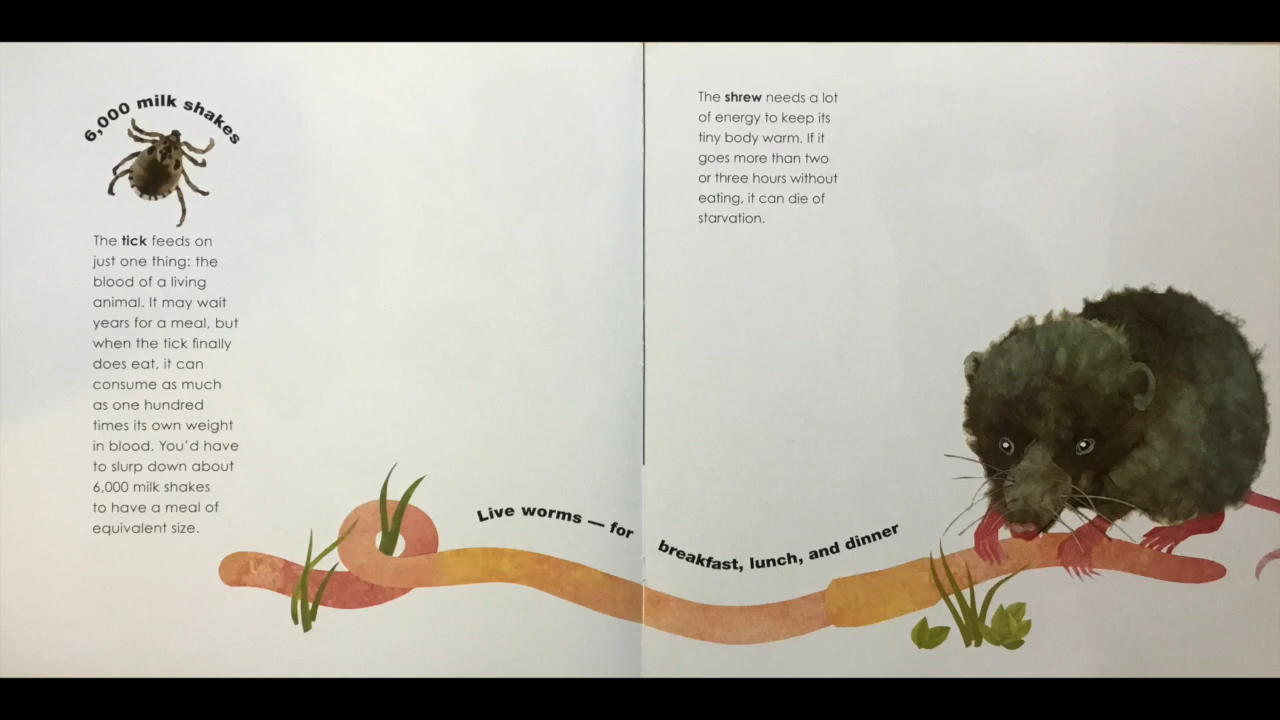 6,000 milk shakes
The tick feeds on
just one thing: the
blood of a living
animal. It may wait
years for a meal, but
when the tick finally
does eat, it can
consume as much
as one hundred
times its own weight
in blood. You'd have
to slurp down about
6,000 milk shakes
to have a meal of
equivalent size.
Live worms — for breakfast, lunch, and dinner
The shrew needs a lot
of energy to keep its
tiny body warm. If it
goes more than two
or three hours without
eating, it can die of
starvation.